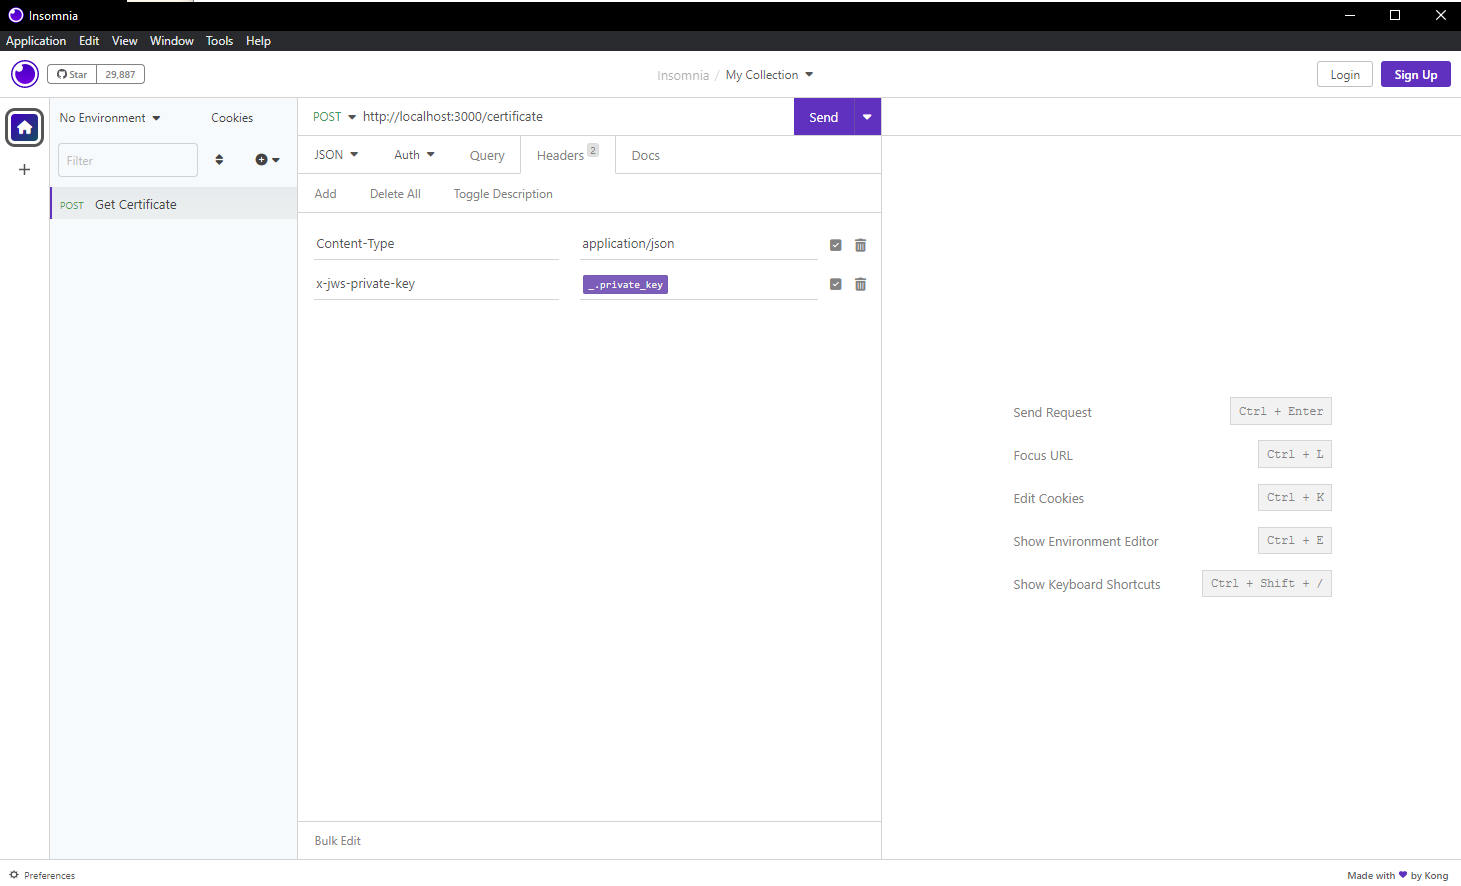 Insomnia
Application Edit View Window Tools Help
Star 29,887
Insomnia / My Collection
Login Sign Up
No Environment Cookies
Filter
POST Get Certificate
POST http://localhost:3000/certificate Send
JSON Auth Query Headers 2 Docs
Add Delete All Toggle Description
Content-Type application/json
x-jws-private-key _.private_key
Bulk Edit
Send Request Ctrl + Enter
Focus URL Ctrl + L
Edit Cookies Ctrl + K
Show Environment Editor Ctrl + E
Show Keyboard Shortcuts Ctrl + Shift + /
Preferences
Made with by Kong